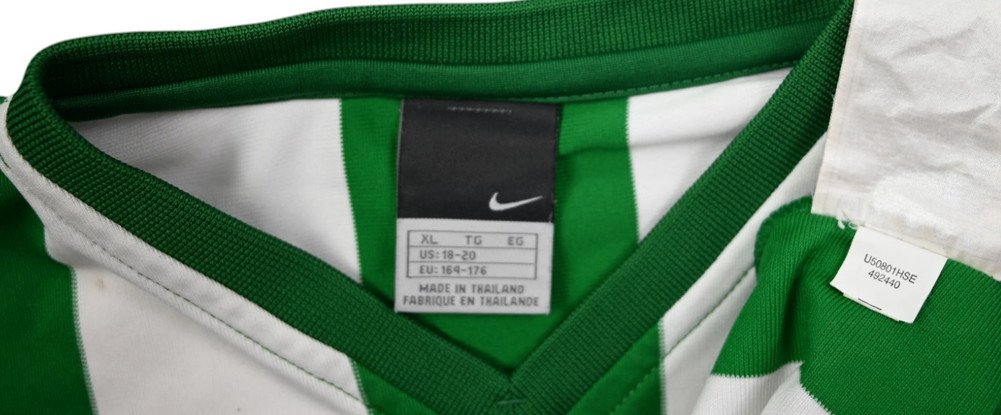 XL TG EG
US: 18-20
EU: 164-176
MADE IN THAILAND
FABRIQUE EN THAILANDE
U50801HSE
492440